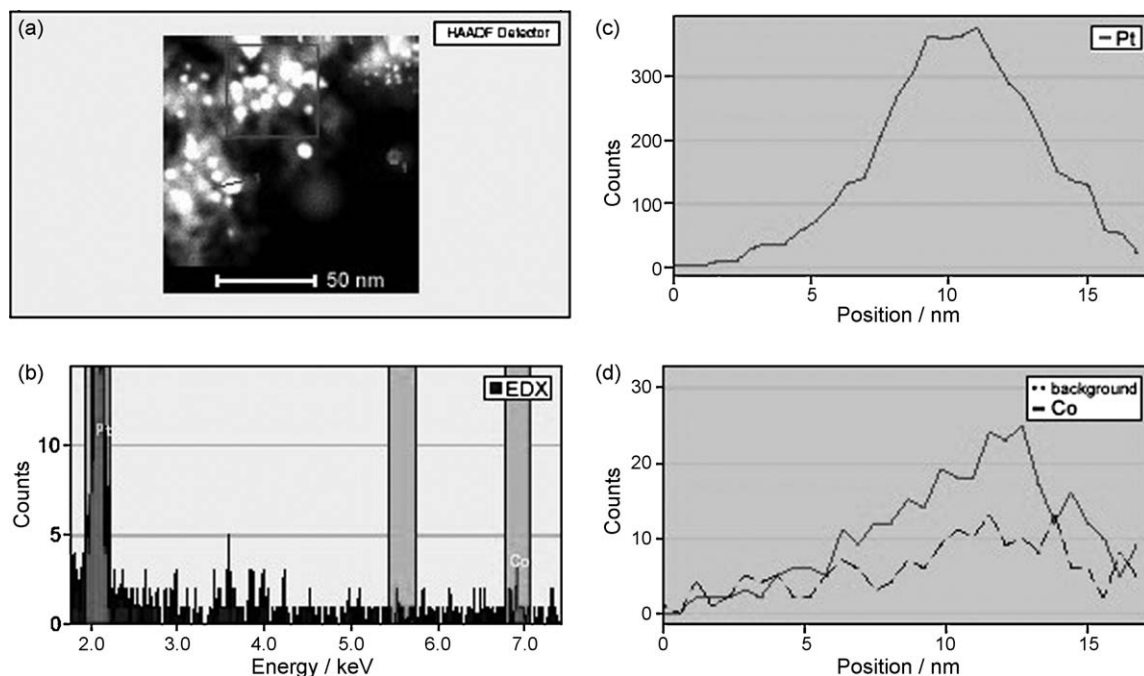 (a)
HAADF Detector
1
1
50 nm
(b)
EDX
Pt
Co
10
5
0
2.0 3.0 4.0 5.0 6.0 7.0
Counts
Energy / keV
(c)
Pt
300
200
100
0
0 5 10 15
Counts
Position / nm
(d)
background
Co
30
20
10
0
0 5 10 15
Counts
Position / nm